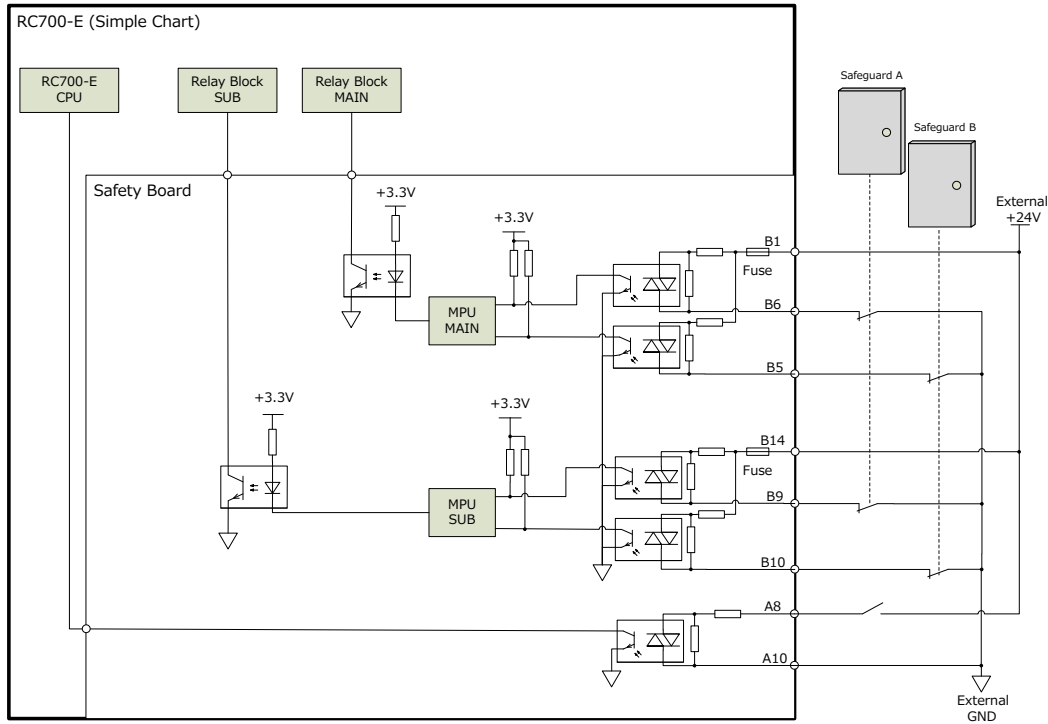 RC700-E (Simple Chart)
RC700-E
CPU
Relay Block
SUB
Relay Block
MAIN
Safeguard A
Safeguard B
Safety Board
+3.3V
+3.3V
External
+24V
B1
Fuse
B6
MPU
MAIN
B5
+3.3V
+3.3V
B14
Fuse
B9
MPU
SUB
B10
A8
A10
External
GND